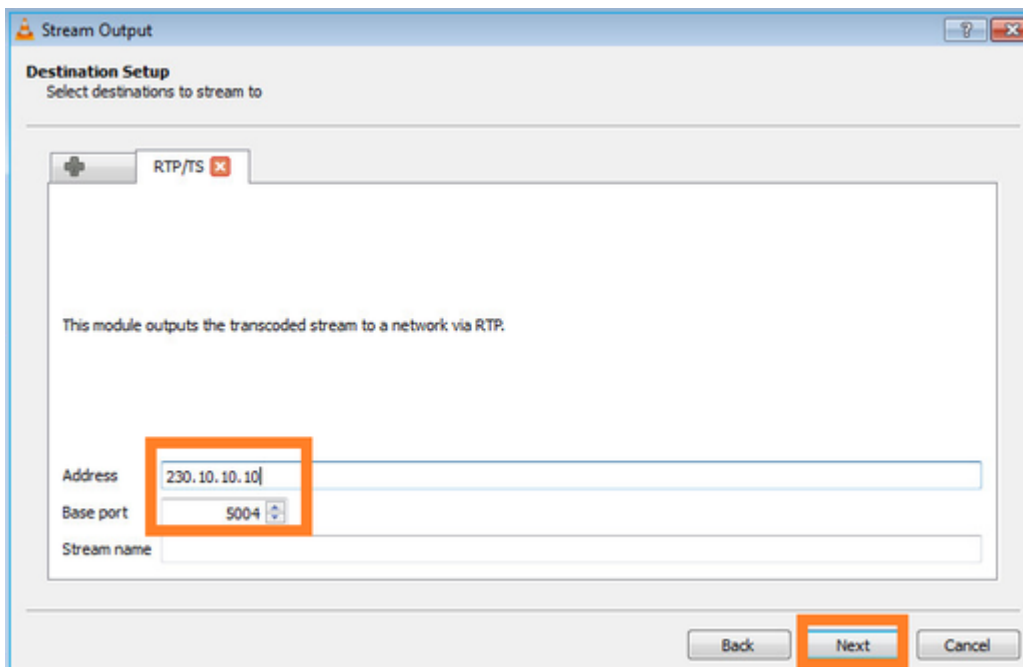 Stream Output
Destination Setup
Select destinations to stream to
RTP/TS
This module outputs the transcoded stream to a network via RTP.
Address 230.10.10.10
Base port 5004
Stream name
Back Next Cancel